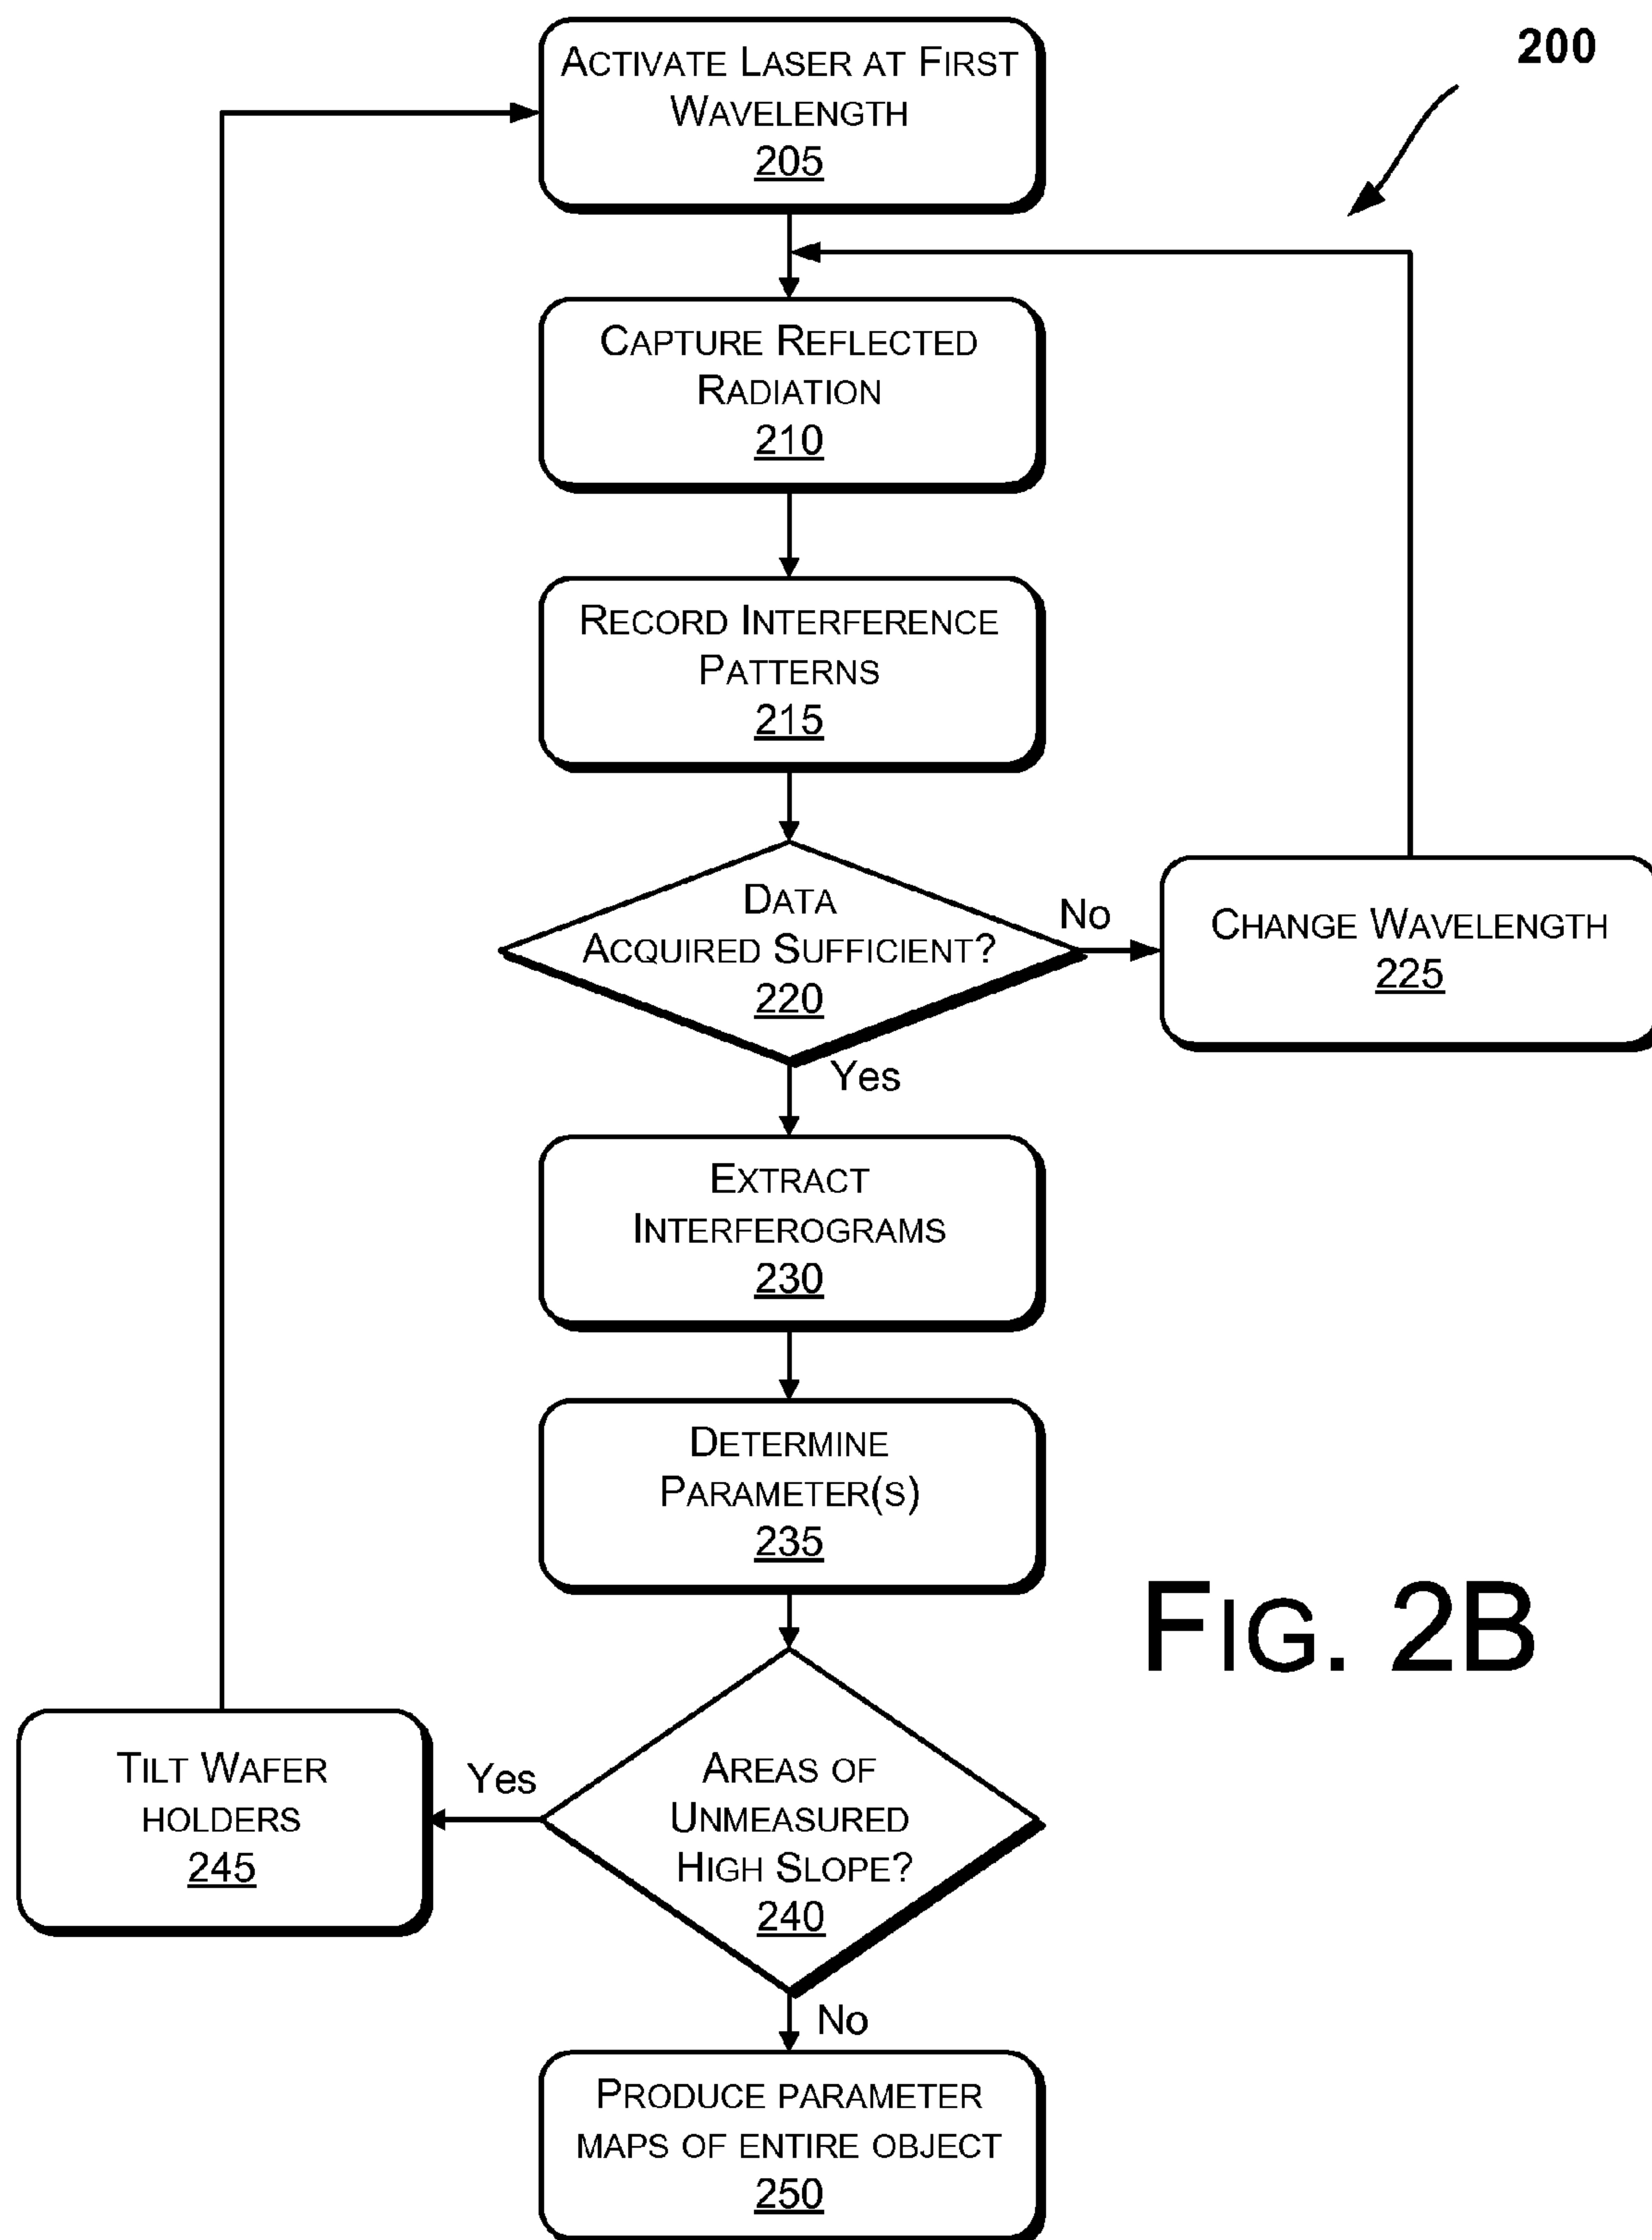 200
ACTIVATE LASER AT FIRST
WAVELENGTH
205
CAPTURE REFLECTED
RADIATION
210
RECORD INTERFERENCE
PATTERNS
215
DATA
ACQUIRED SUFFICIENT?
220
No
CHANGE WAVELENGTH
225
Yes
EXTRACT
INTERFEROGRAMS
230
DETERMINE
PARAMETER(S)
235
FIG. 2B
AREAS OF
UNMEASURED
HIGH SLOPE?
240
Yes
TILT WAFER
HOLDERS
245
No
PRODUCE PARAMETER
MAPS OF ENTIRE OBJECT
250